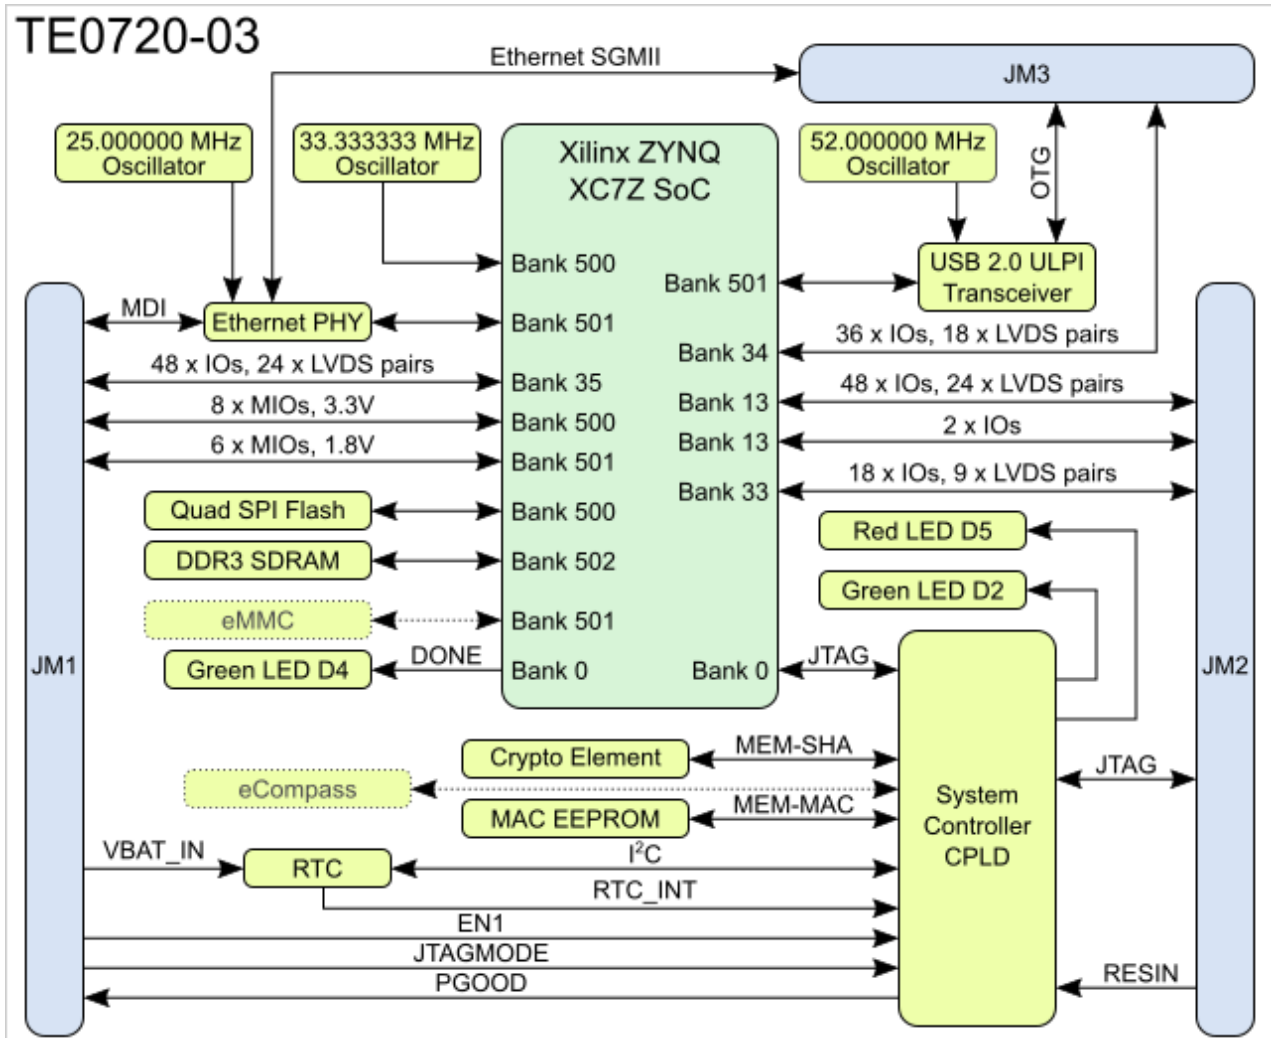 TE0720-03
Ethernet SGMII
JM3
25.000000 MHz
Oscillator
33.333333 MHz
Oscillator
Xilinx ZYNQ
XC7Z SoC
52.000000 MHz
Oscillator
OTG
Bank 500
Bank 501
USB 2.0 ULPI
Transceiver
MDI
Ethernet PHY
Bank 501
36 x IOs, 18 x LVDS pairs
Bank 34
48 x IOs, 24 x LVDS pairs
Bank 35
48 x IOs, 24 x LVDS pairs
Bank 13
8 x MIOs, 3.3V
Bank 500
2 x IOs
Bank 13
6 x MIOs, 1.8V
Bank 501
18 x IOs, 9 x LVDS pairs
Bank 33
Quad SPI Flash
Bank 500
Red LED D5
DDR3 SDRAM
Bank 502
Green LED D2
eMMC
Bank 501
JM1
Green LED D4
DONE
Bank 0
Bank 0
JTAG
JM2
Crypto Element
MEM-SHA
JTAG
eCompass
System
Controller
CPLD
MAC EEPROM
MEM-MAC
VBAT_IN
RTC
I²C
RTC_INT
EN1
JTAGMODE
PGOOD
RESIN